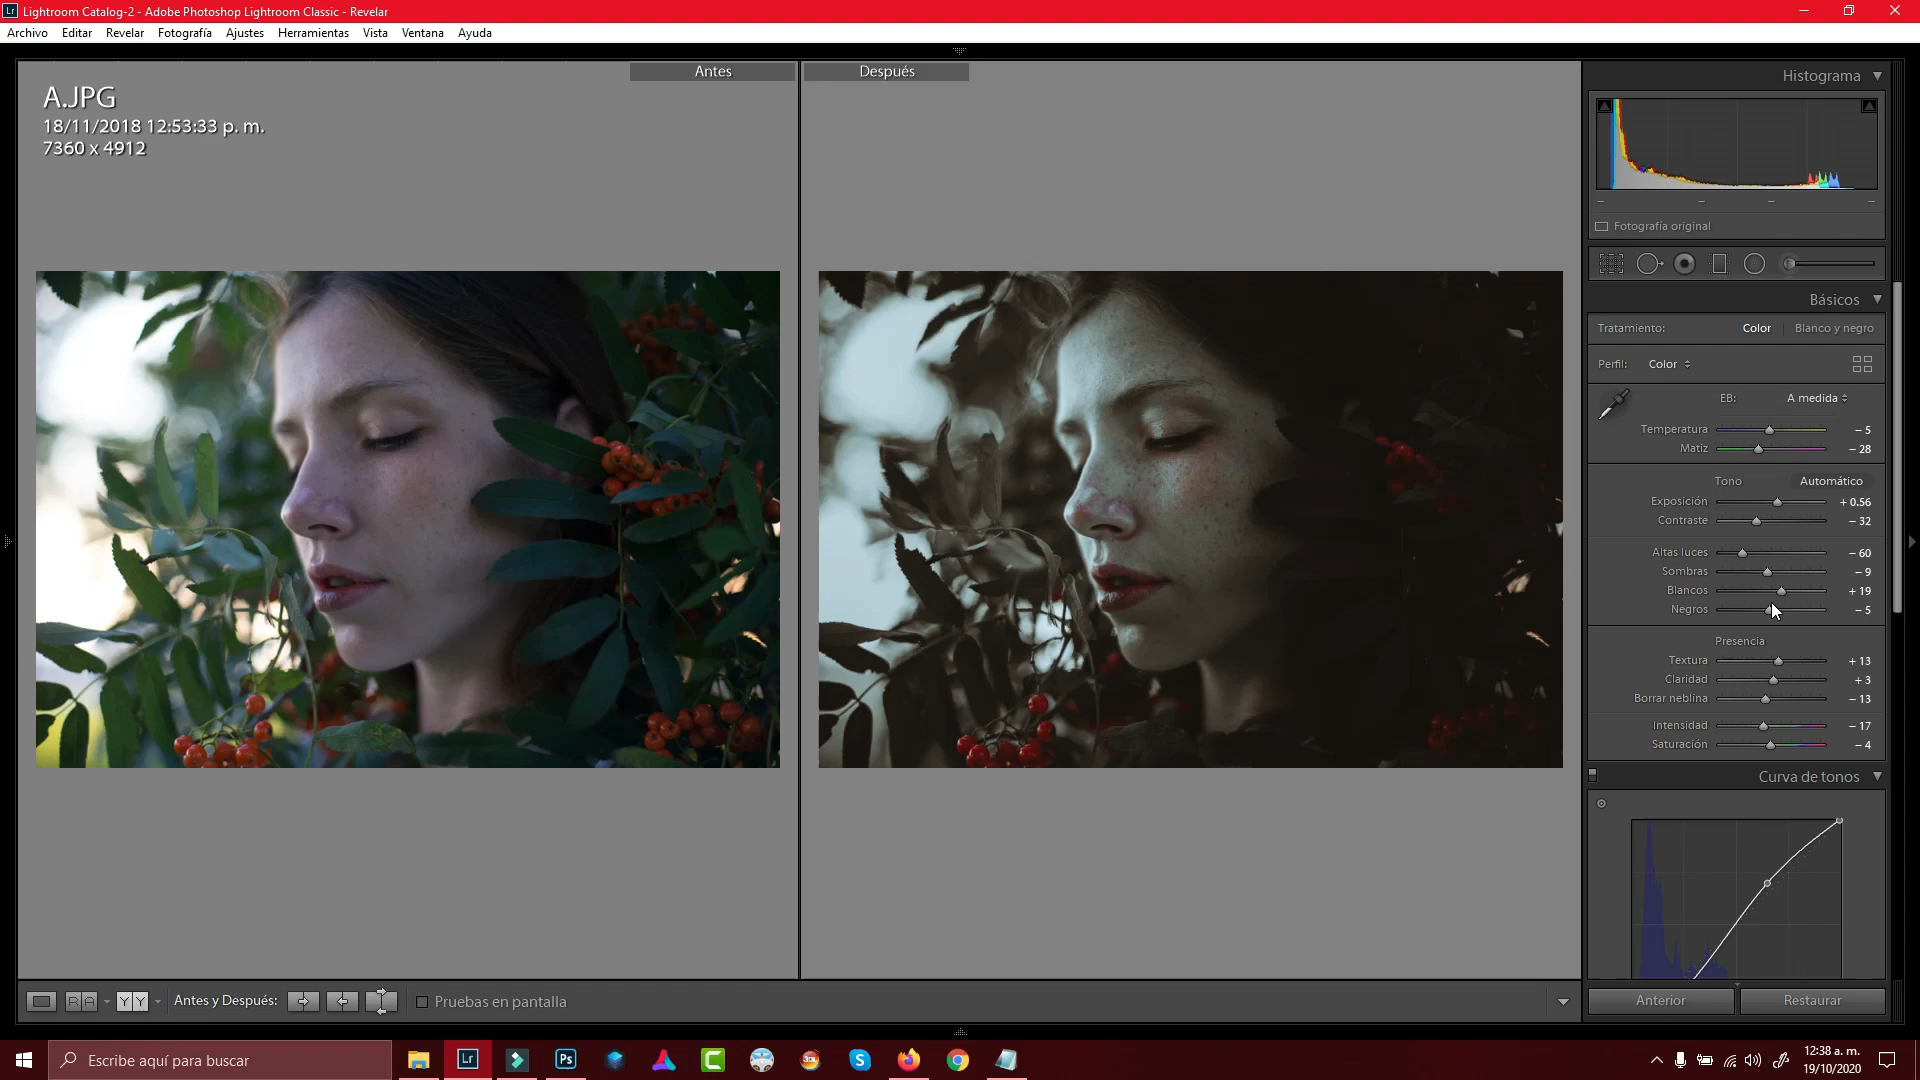 Lightroom Catalog-2 - Adobe Photoshop Lightroom Classic - Revelar
Archivo Editar Revelar Fotografía Ajustes Herramientas Vista Ventana Ayuda
Antes
Después
A.JPG
18/11/2018 12:53:33 p. m.
7360 x 4912
Histograma
Fotografía original
Básicos
Tratamiento: Color Blanco y negro
Perfil: Color
EB: A medida
Temperatura - 5
Matiz - 28
Tono Automático
Exposición + 0.56
Contraste - 32
Altas luces - 60
Sombras - 9
Blancos + 19
Negros - 5
Presencia
Textura + 13
Claridad + 3
Borrar neblina - 13
Intensidad - 17
Saturación - 4
Curva de tonos
R A Y Y Antes y Después: Pruebas en pantalla
Anterior Restaurar
Escribe aquí para buscar
12:38 a. m.
19/10/2020